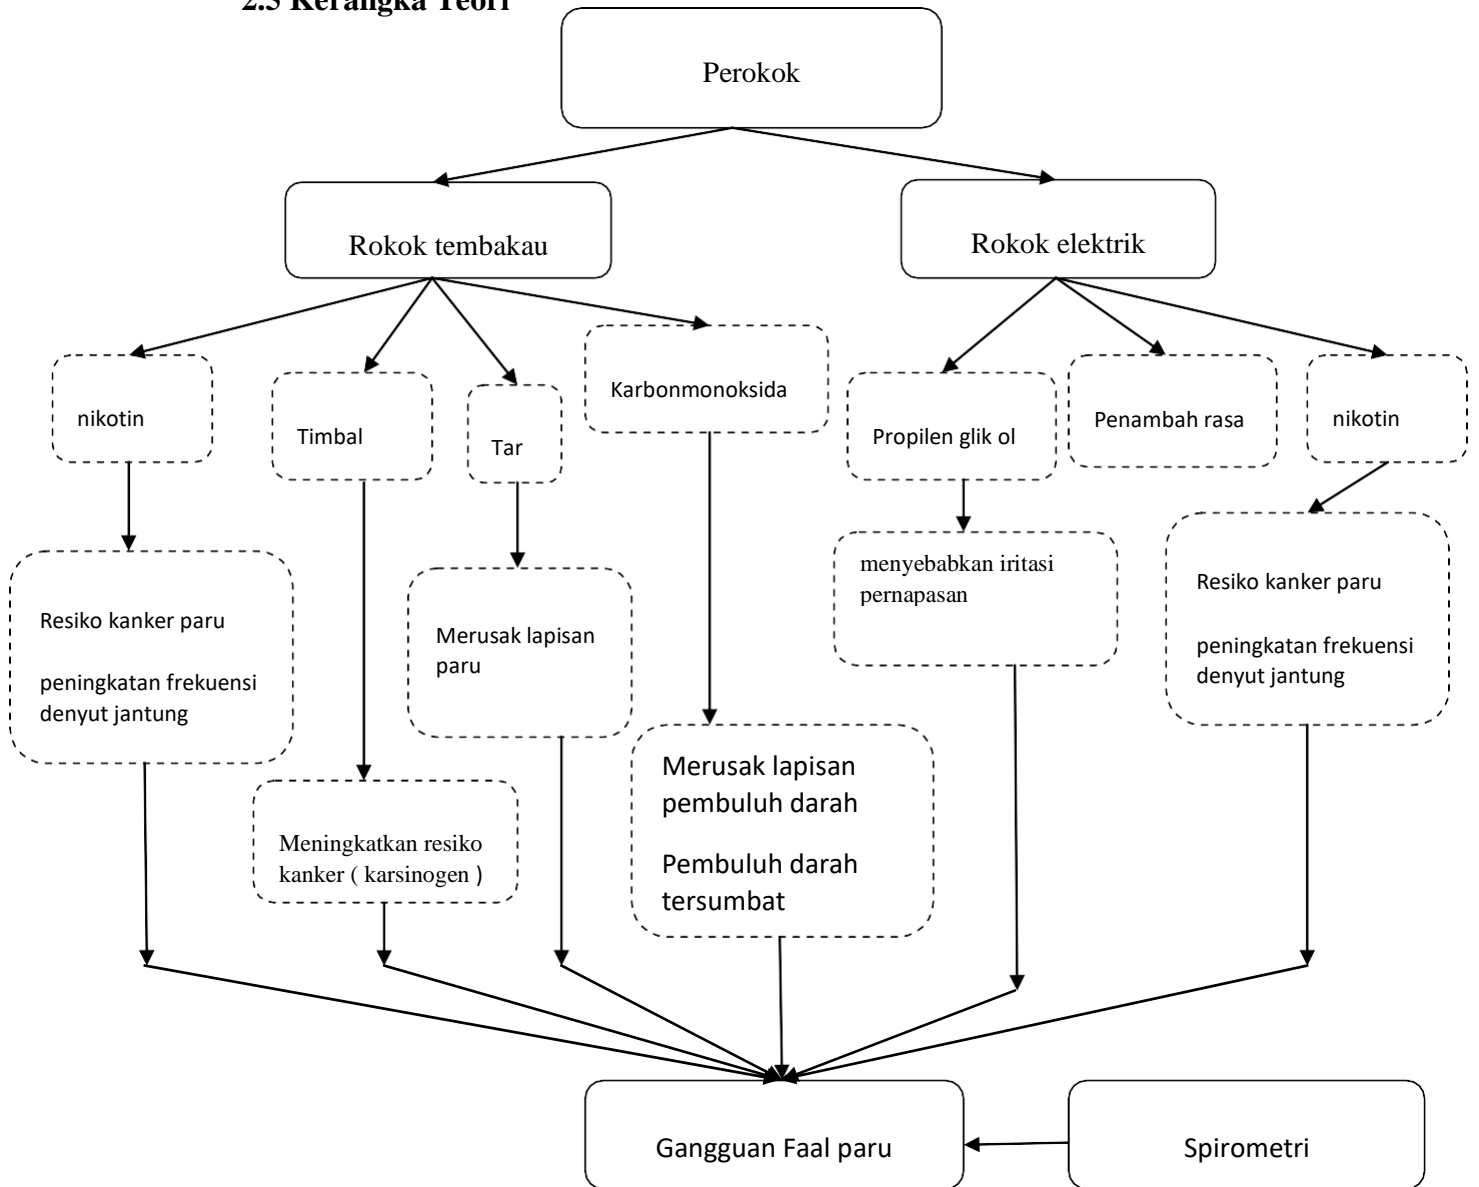 2.5 Kerangka Teori
Perokok
Rokok tembakau
Rokok elektrik
nikotin
Timbal
Tar
Karbonmonoksida
Propilen glik ol
Penambah rasa
nikotin
Resiko kanker paru
peningkatan frekuensi
denyut jantung
Meningkatkan resiko
kanker ( karsinogen )
Merusak lapisan
paru
Merusak lapisan
pembuluh darah
Pembuluh darah
tersumbat
menyebabkan iritasi
pernapasan
Resiko kanker paru
peningkatan frekuensi
denyut jantung
Gangguan Faal paru
Spirometri